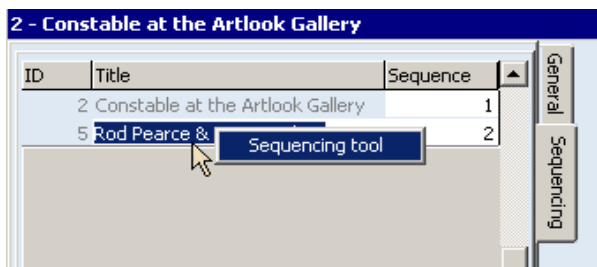 2 - Constable at the Artlook Gallery
ID Title Sequence
2 Constable at the Artlook Gallery 1
5 Rod Pearce & 2
Sequencing tool
General
Sequencing